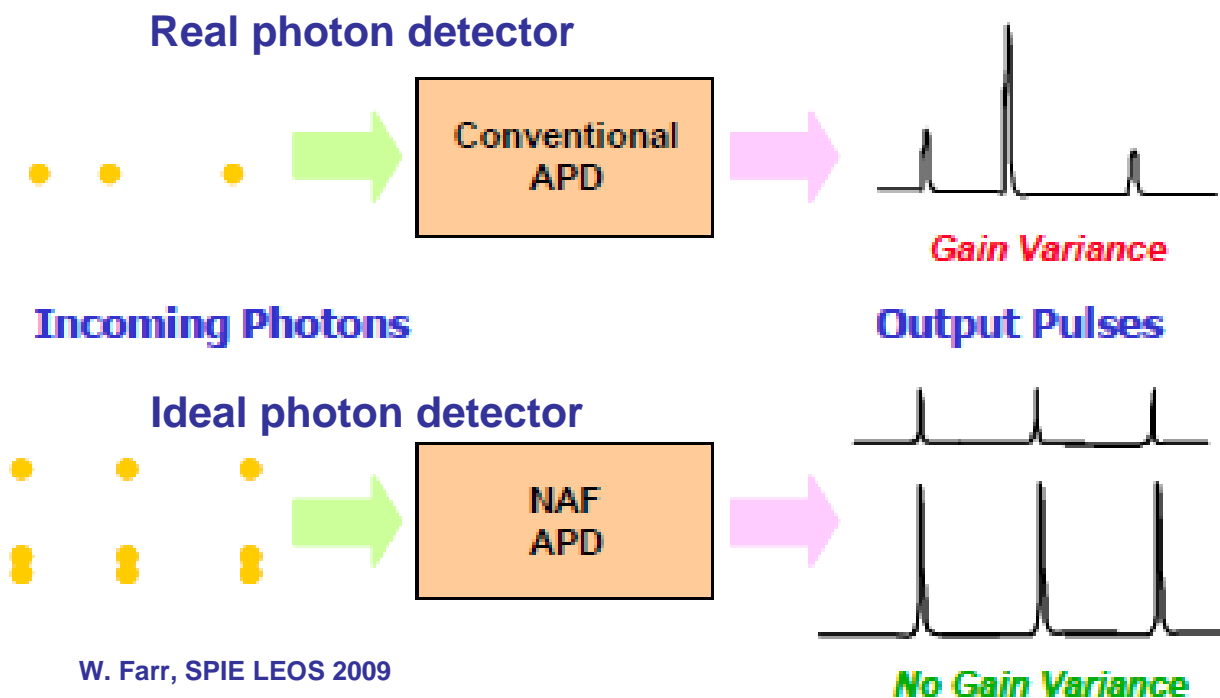 Real photon detector
Conventional
APD
Gain Variance
Incoming Photons
Output Pulses
Ideal photon detector
NAF
APD
W. Farr, SPIE LEOS 2009
No Gain Variance